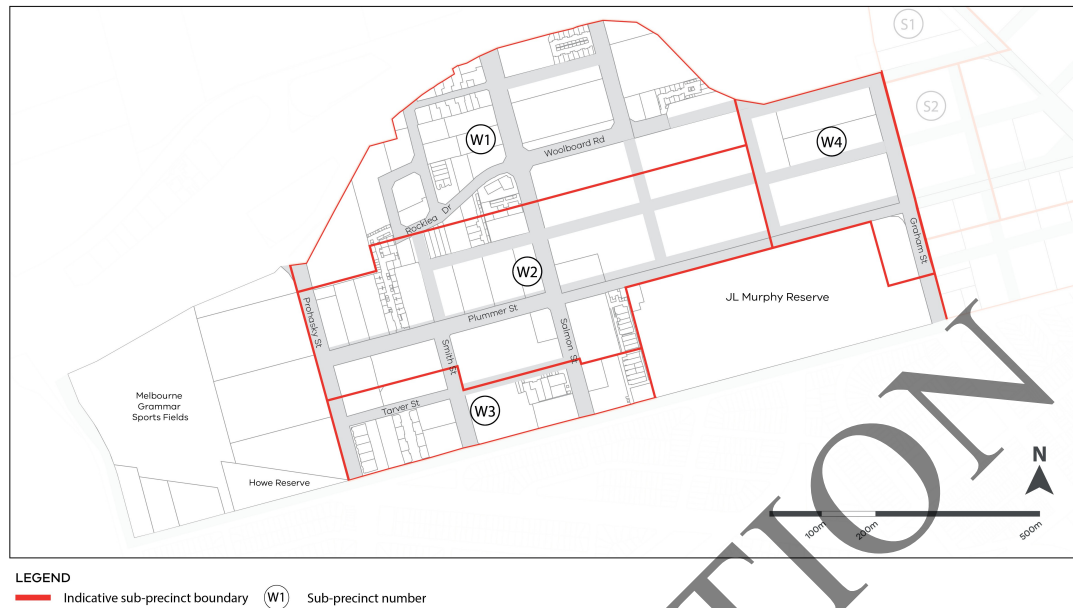 S1
S2
W1
Woolboard Rd
W4
Rocklea Dr
Graham St
W2
JL Murphy Reserve
Prohasky St
Plummer St
Salmon St
Smith St
Melbourne
Grammar
Sports Fields
Tarver St
W3
Howe Reserve
N
100m
200m
500m
TION
LEGEND
Indicative sub-precinct boundary
W1
Sub-precinct number